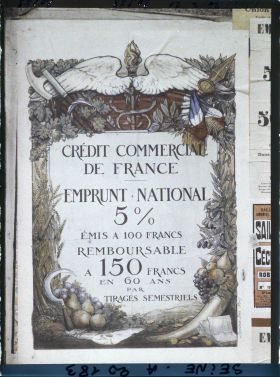 CRÉDIT COMMERCIAL
DE FRANCE
EMPRUNT NATIONAL
5%
ÉMIS A 100 FRANCS
REMBOURSABLE
A 150 FRANCS
EN 60 ANS
PAR
TIRAGES SEMESTRIELS
SEINE. A 20 183